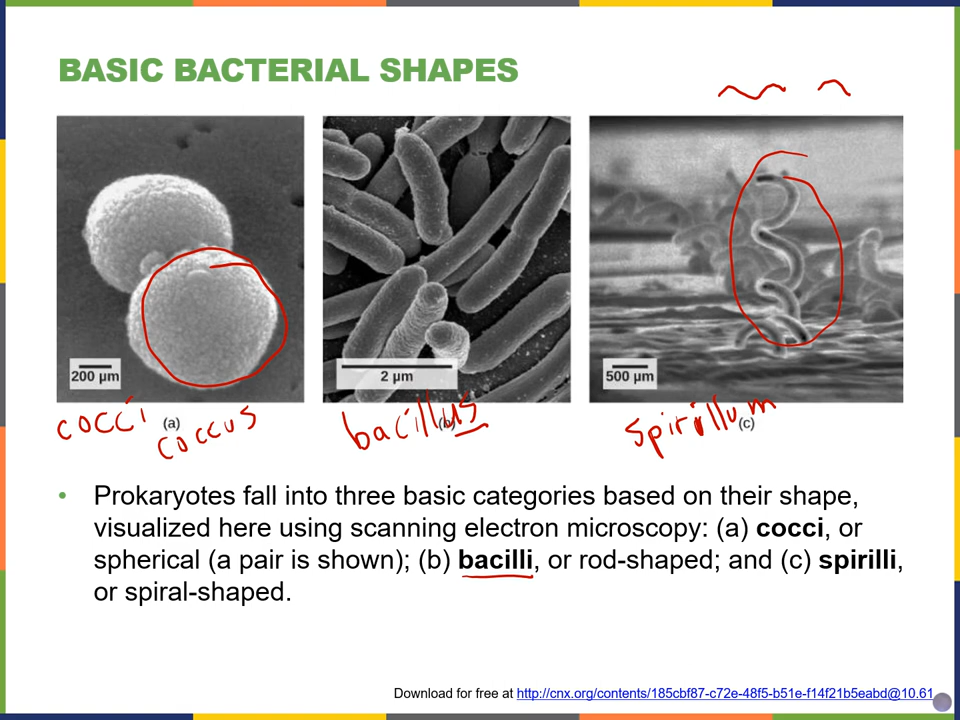 BASIC BACTERIAL SHAPES
200 µm
2 µm
500 µm
cocci (a) coccus
bacillus (b)
spirillum (c)
• Prokaryotes fall into three basic categories based on their shape,
visualized here using scanning electron microscopy: (a) cocci, or
spherical (a pair is shown); (b) bacilli, or rod-shaped; and (c) spirilli,
or spiral-shaped.
Download for free at http://cnx.org/contents/185cbf87-c72e-48f5-b51e-f14f21b5eabd@10.61